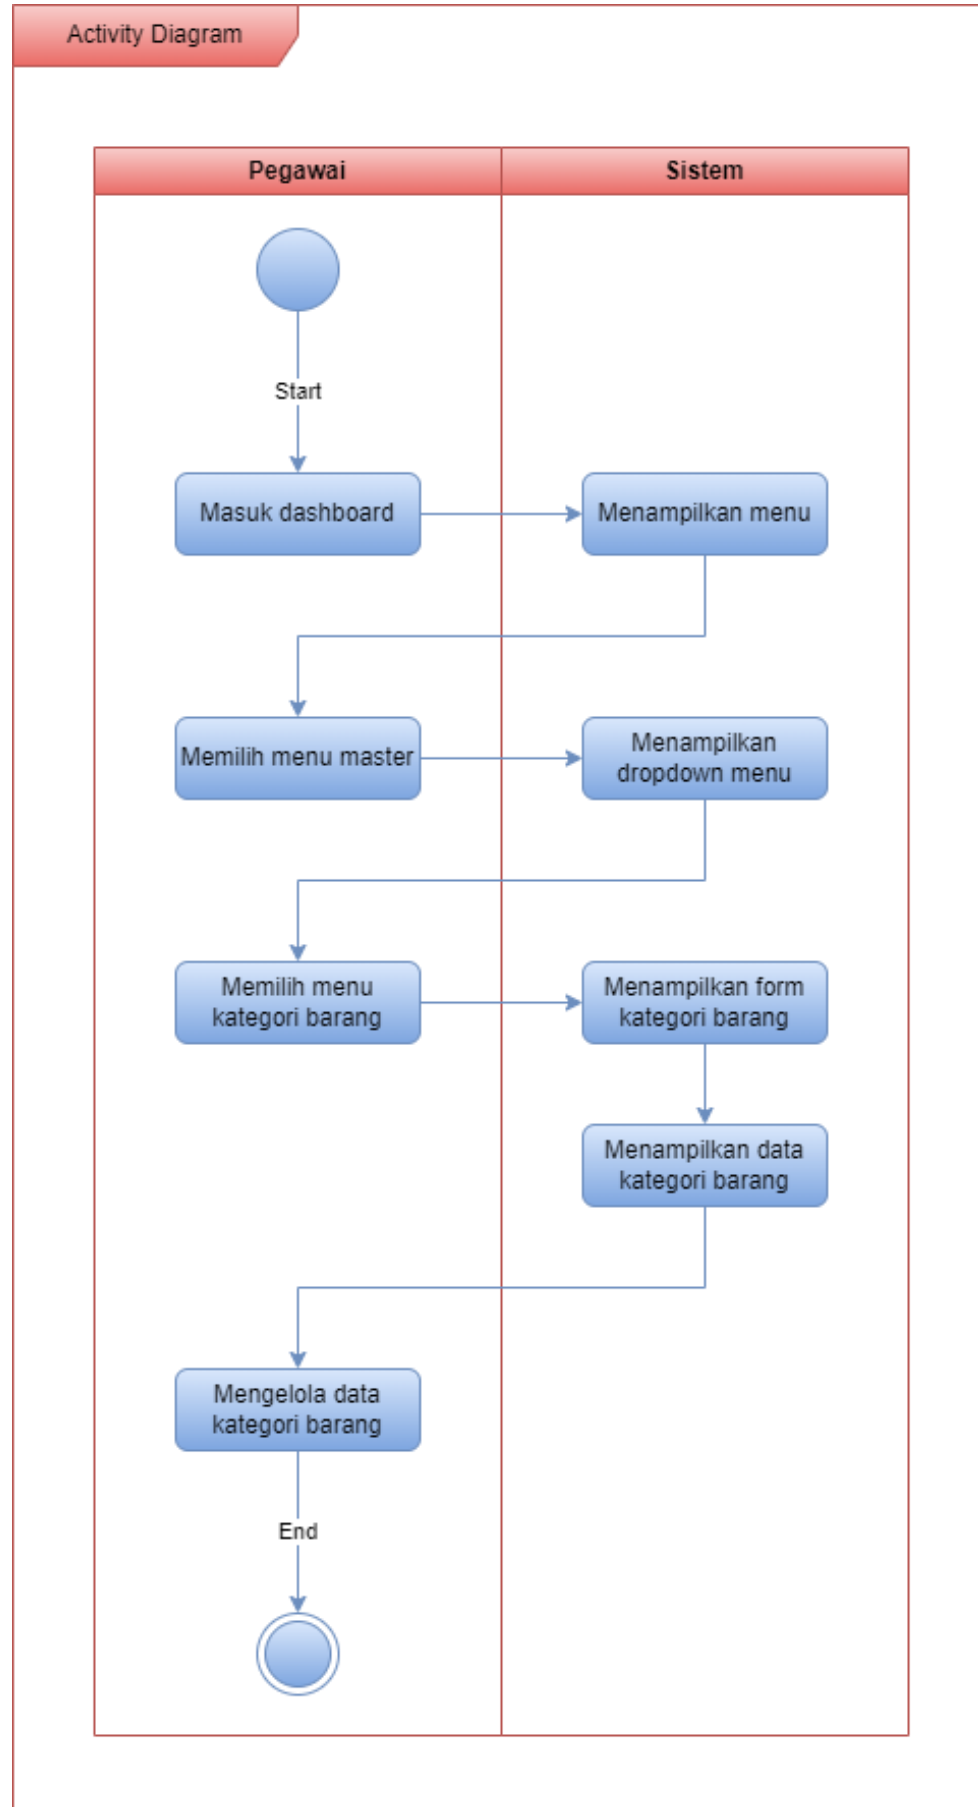 Activity Diagram
Pegawai
Sistem
Start
Masuk dashboard
Menampilkan menu
Memilih menu master
Menampilkan
dropdown menu
Memilih menu
kategori barang
Menampilkan form
kategori barang
Menampilkan data
kategori barang
Mengelola data
kategori barang
End